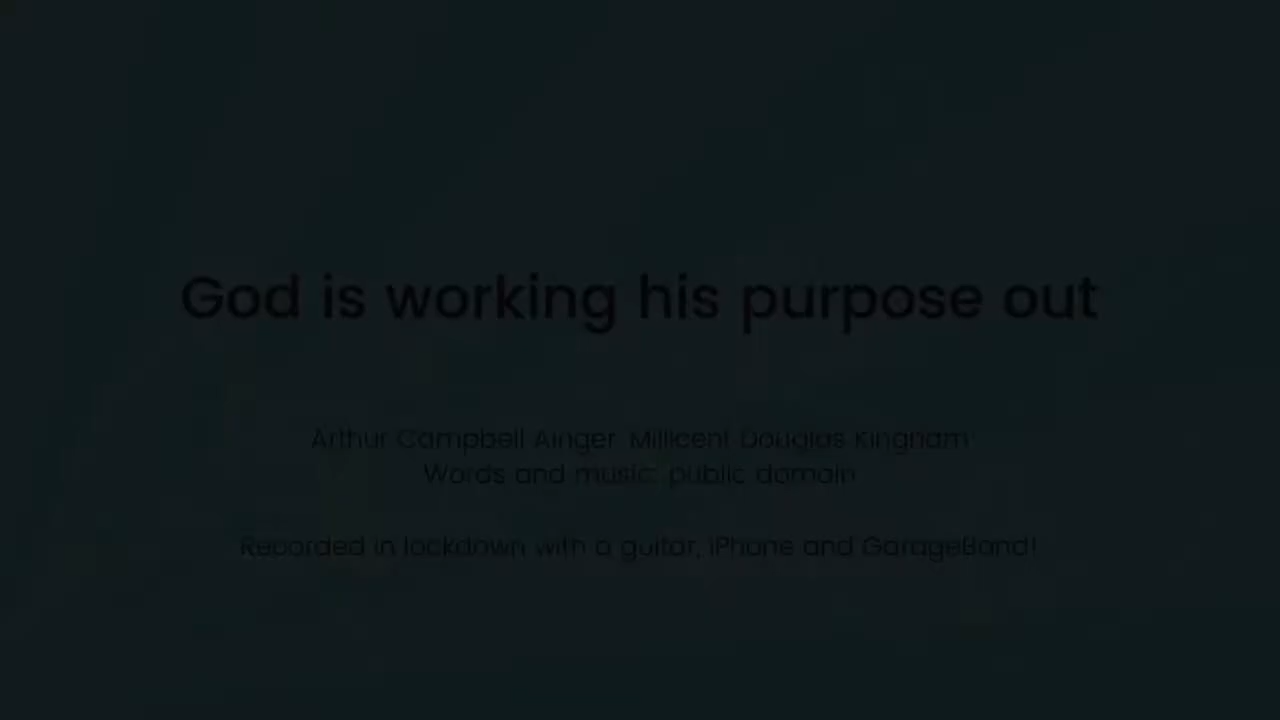 God is working his purpose out
Arthur Campbell Ainger, Millicent Douglas Kingham
Words and music: public domain
Recorded in lockdown with a guitar, iPhone and GarageBand!